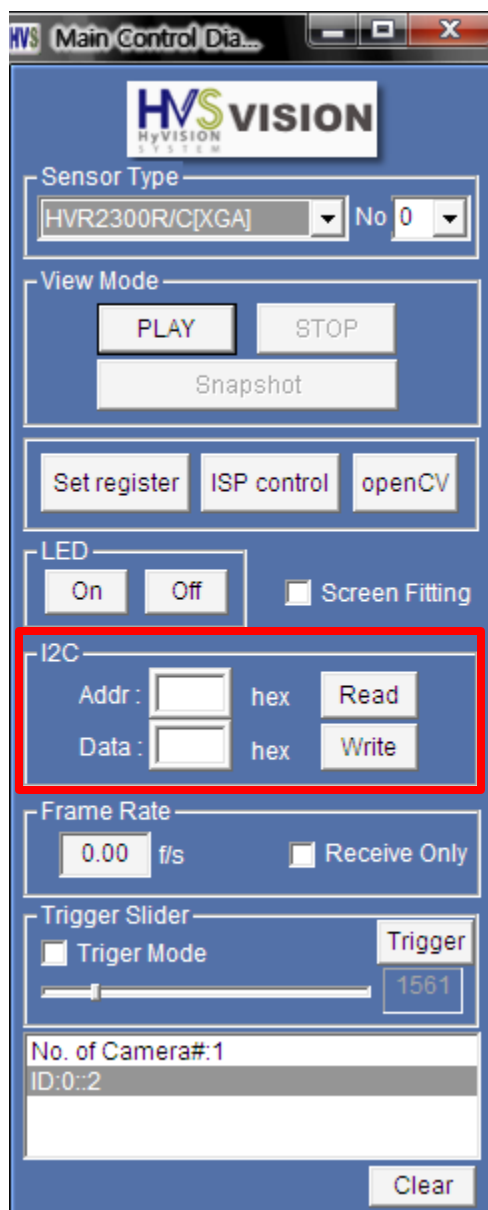 HVS Main Control Dia...
HVS VISION
HyVISION
SYSTEM
Sensor Type
HVR2300R/C[XGA] No 0
View Mode
PLAY STOP
Snapshot
Set register ISP control openCV
LED
On Off Screen Fitting
I2C
Addr : hex Read
Data : hex Write
Frame Rate
0.00 f/s Receive Only
Trigger Slider
Triger Mode Trigger
1561
No. of Camera#:1
ID:0::2
Clear